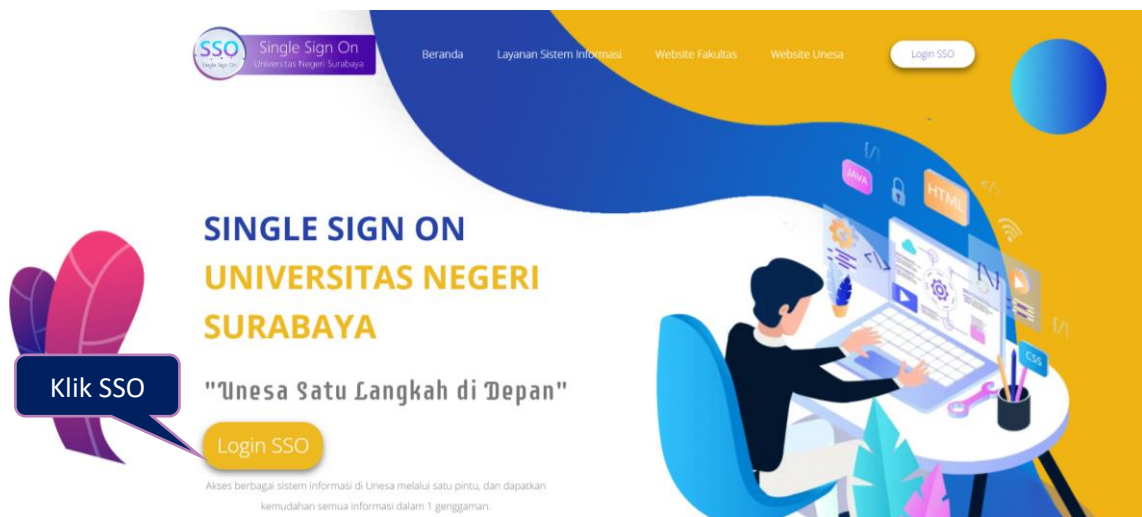 SSO
Single Sign On
Single Sign On
Universitas Negeri Surabaya
Beranda
Layanan Sistem Informasi
Website Fakultas
Website Unesa
Login SSO
JAVA
HTML
SINGLE SIGN ON
UNIVERSITAS NEGERI
SURABAYA
CSS
Klik SSO
"Unesa Satu Langkah di Depan"
Login SSO
Akses berbagai sistem informasi di Unesa melalui satu pintu, dan dapatkan
kemudahan semua informasi dalam 1 genggaman.